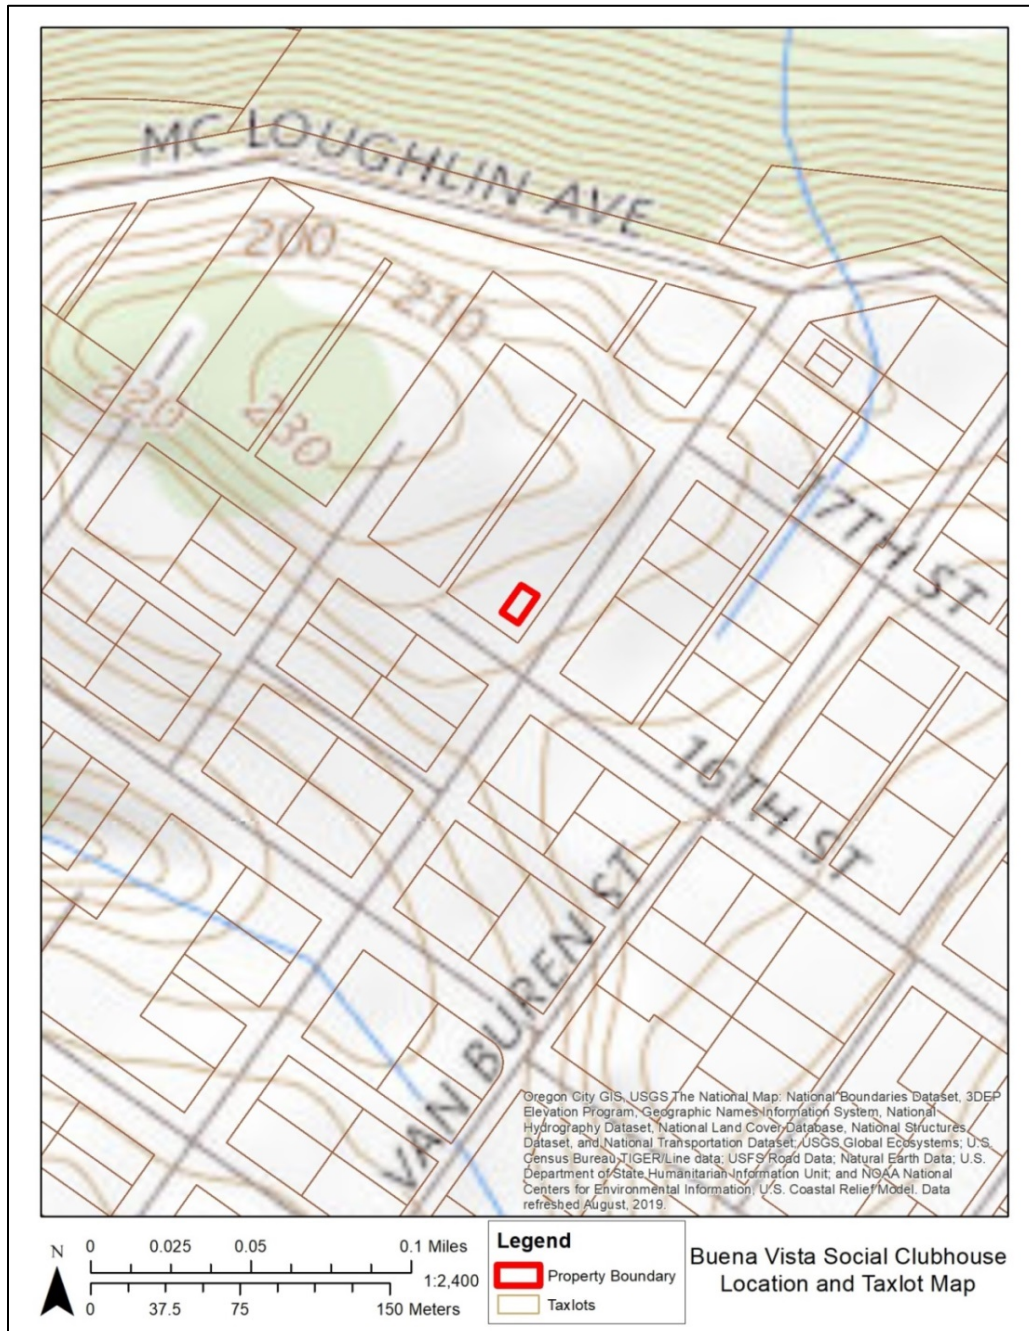 MC LOUGHLIN AVE
200
210
220
230
17TH ST
16TH ST
VAN BUREN ST
Oregon City GIS, USGS The National Map: National Boundaries Dataset, 3DEP
Elevation Program, Geographic Names Information System, National
Hydrography Dataset, National Land Cover Database, National Structures
Dataset, and National Transportation Dataset; USGS Global Ecosystems; U.S.
Census Bureau TIGER/Line data; USFS Road Data; Natural Earth Data; U.S.
Department of State Humanitarian Information Unit; and NOAA National
Centers for Environmental Information, U.S. Coastal Relief Model. Data
refreshed August, 2019.
N
0 0.025 0.05 0.1 Miles
1:2,400
0 37.5 75 150 Meters
Legend
Property Boundary
Taxlots
Buena Vista Social Clubhouse
Location and Taxlot Map